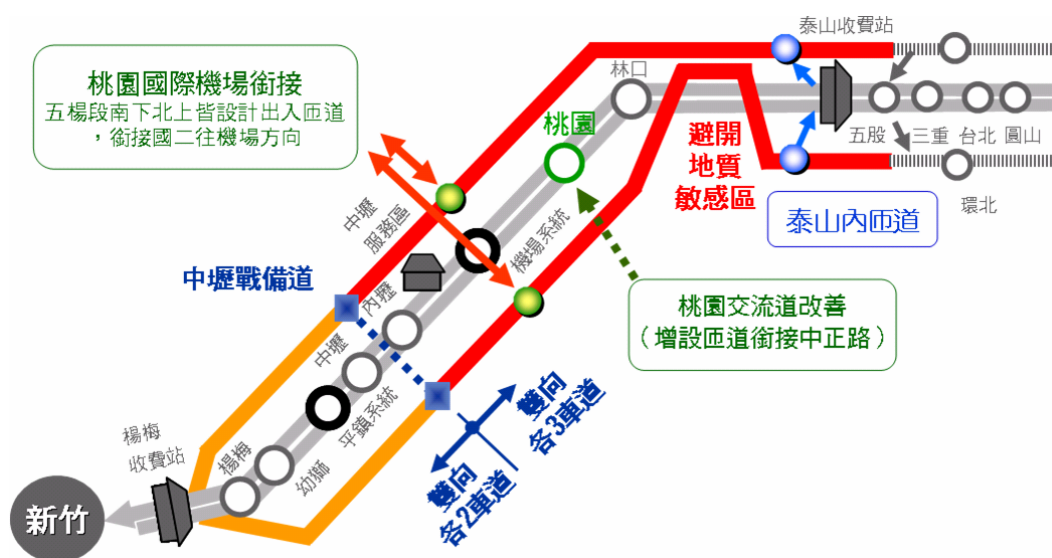 桃園國際機場銜接
五楊段南下北上皆設計出入匝道
，銜接國二往機場方向
泰山收費站
林口
桃園
避開
地質
敏感區
五股
三重
台北
圓山
環北
泰山內匝道
中壢
服務區
機場系統
中壢戰備道
內壢
中壢
平鎮系統
桃園交流道改善
（增設匝道銜接中正路）
雙向
各3車道
雙向
各2車道
楊梅
收費站
楊梅
幼獅
新竹